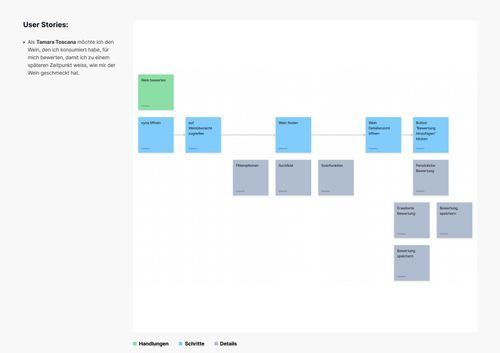 User Stories:
Als Tamara Toscana möchte ich den
Wein, den ich konsumiert habe, für
mich bewerten, damit ich zu einem
späteren Zeitpunkt weiss, wie mir der
Wein geschmeckt hat.
Wein bewerten
öffnen
auf
Weinübersicht
zugreifen
Wein finden
Wein
Detailansicht
öffnen
Button
"Bewertung
hinzufügen"
klicken
Filteroptionen
Suchfeld
Scanfunktion
Persönliche
Bewertung
Erweiterte
Bewertung
Bewertung
speichern
Bewertung
speichern
Handlungen
Schritte
Details